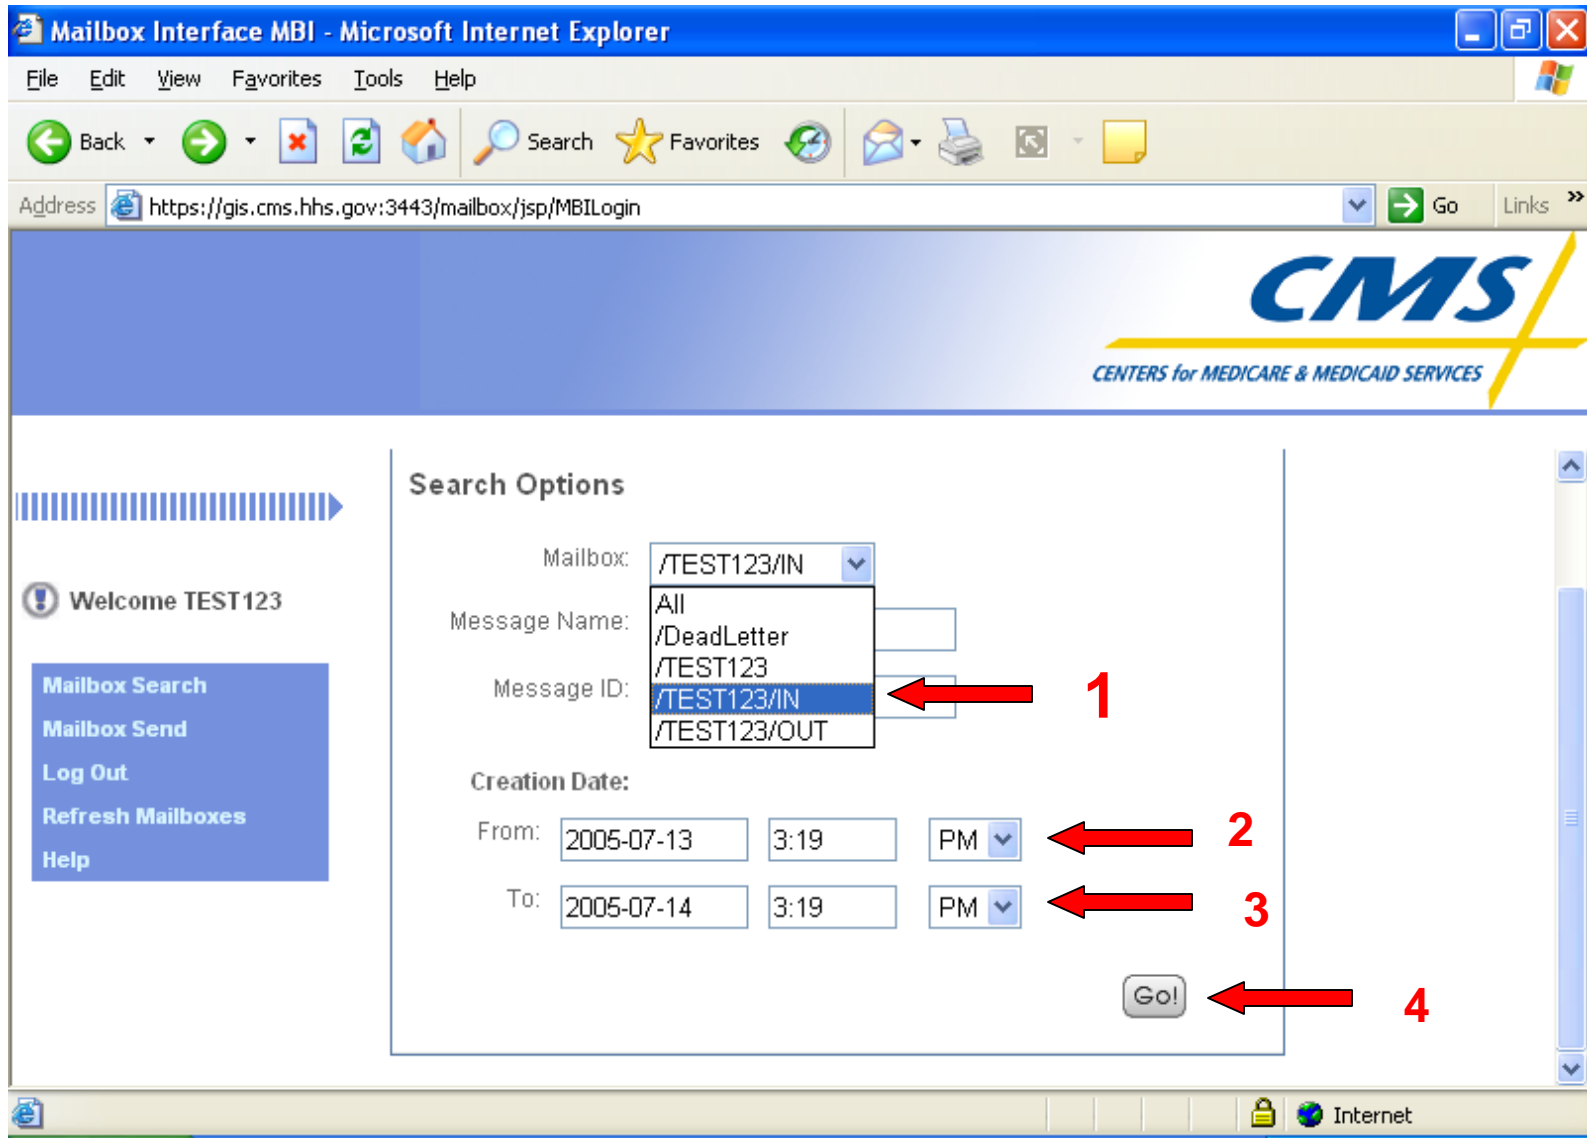 Mailbox Interface MBI - Microsoft Internet Explorer
File Edit View Favorites Tools Help
Back Search Favorites
Address https://gis.cms.hhs.gov:3443/mailbox/jsp/MBILogin Go Links »
CMS
CENTERS for MEDICARE & MEDICAID SERVICES
Welcome TEST123
Mailbox Search
Mailbox Send
Log Out
Refresh Mailboxes
Help
Search Options
Mailbox: /TEST123/IN
All
Message Name:
/DeadLetter
/TEST123
Message ID:
/TEST123/IN 1
/TEST123/OUT
Creation Date:
From: 2005-07-13 3:19 PM 2
To: 2005-07-14 3:19 PM 3
Go! 4
Internet